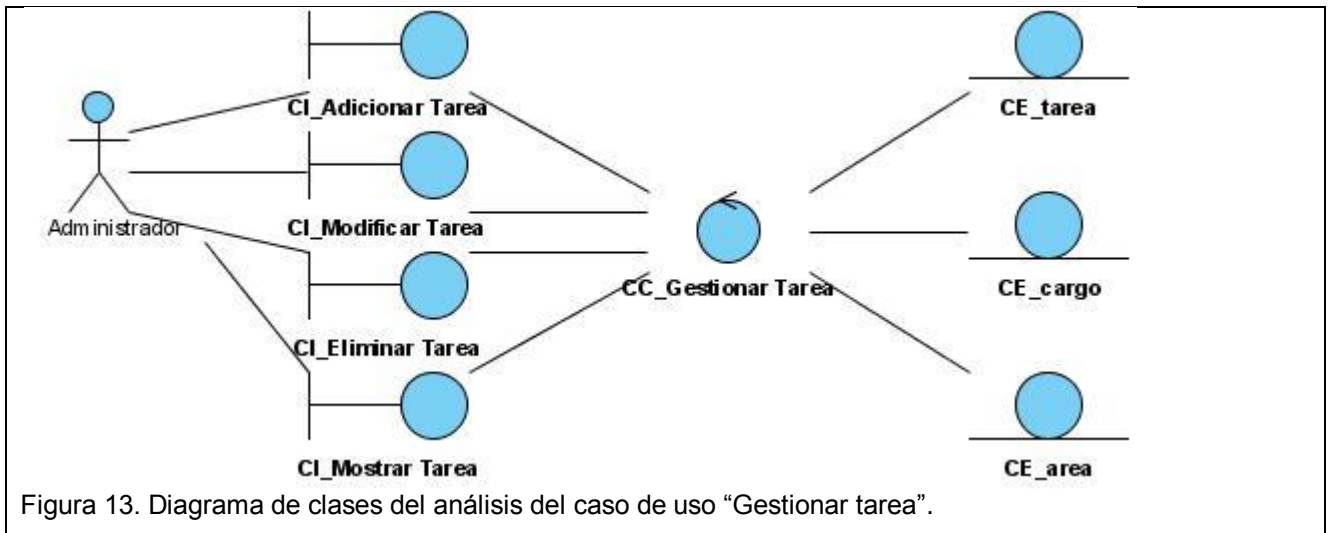 CI_Adicionar Tarea
CE_tarea
Administrador
CI_Modificar Tarea
CC_Gestionar Tarea
CE_cargo
CI_Eliminar Tarea
CI_Mostrar Tarea
CE_area
Figura 13. Diagrama de clases del análisis del caso de uso “Gestionar tarea”.